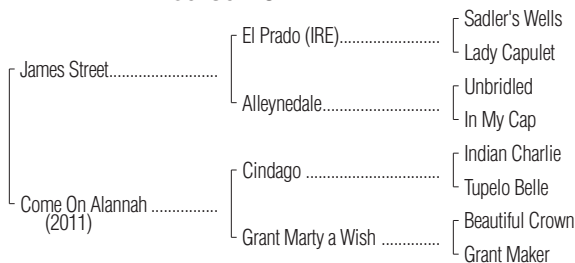 Sadler's Wells
El Prado (IRE)........................
Lady Capulet
James Street..........................
Unbridled
Alleynedale............................
In My Cap
Indian Charlie
Cindago ................................
Tupelo Belle
Come On Alannah ................
(2011)
Beautiful Crown
Grant Marty a Wish ..............
Grant Maker